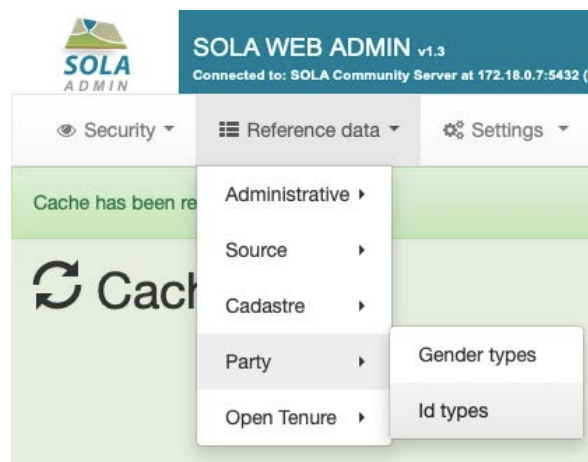 SOLA
ADMIN
SOLA WEB ADMIN v1.3
Connected to: SOLA Community Server at 172.18.0.7:5432 (
Security
Reference data
Settings
Cache has been re
Administrative
Source
Cadastre
Party
Gender types
Id types
Open Tenure